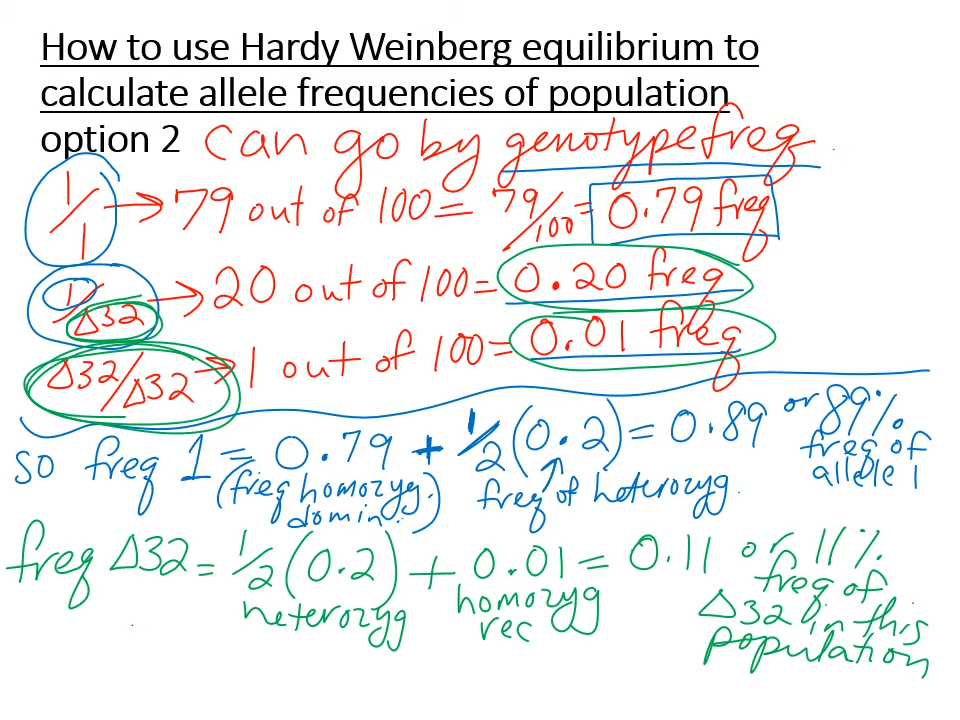 How to use Hardy Weinberg equilibrium to
calculate allele frequencies of population
option 2 can go by genotype freq
1/1 → 79 out of 100 = 79/100 = 0.79 freq
1/Δ32 → 20 out of 100 = 0.20 freq
Δ32/Δ32 → 1 out of 100 = 0.01 freq
so freq 1 = 0.79 + 1/2 (0.2) = 0.89 or 89%
(freq homozyg. domin.) freq of heterozyg. freq of allele 1
freq Δ32 = 1/2 (0.2) + 0.01 = 0.11 or 11%
heterozyg homozyg rec freq of
Δ32 in this
population